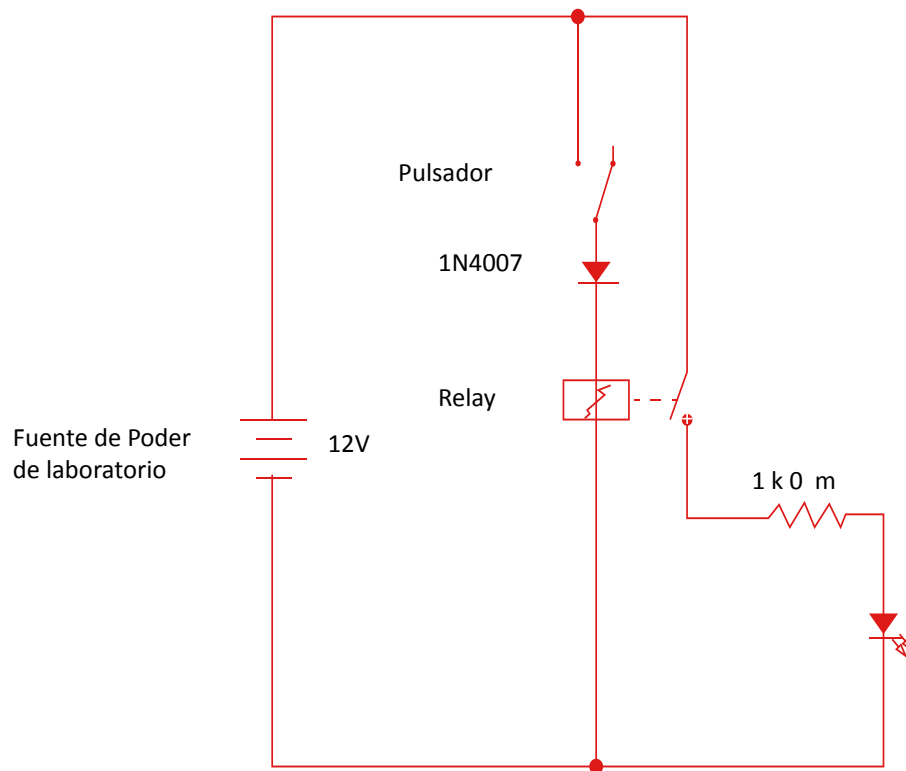 Pulsador
1N4007
Relay
Fuente de Poder
de laboratorio
12V
1 k 0 m